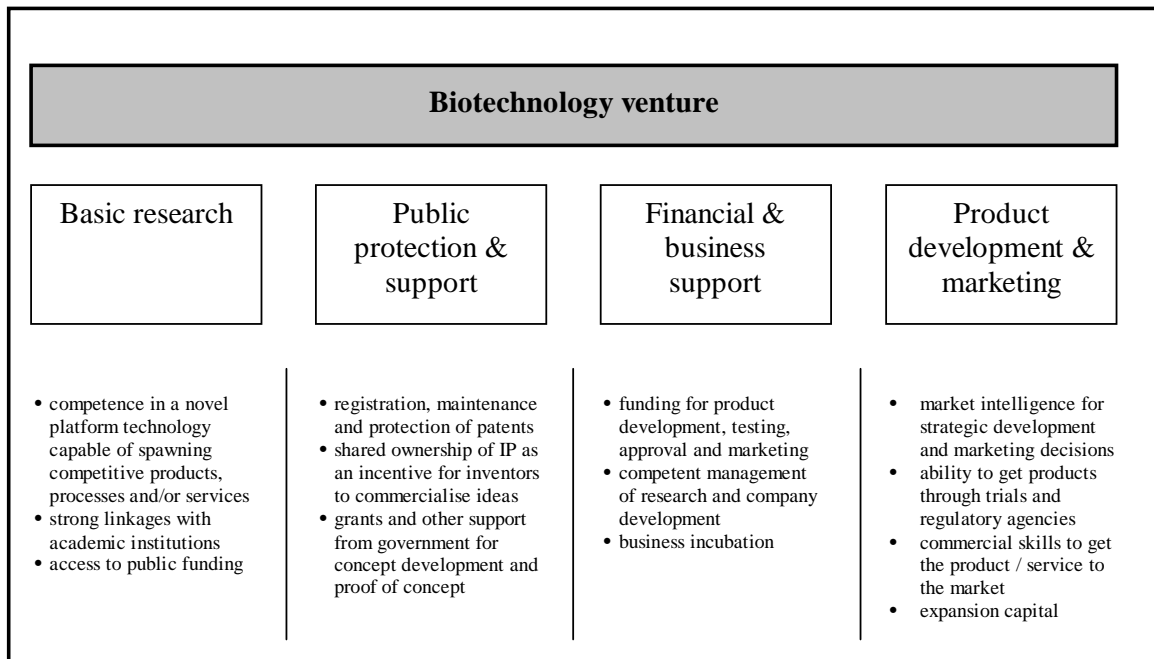 Biotechnology venture
Basic research
Public
protection &
support
Financial &
business
support
Product
development &
marketing
• competence in a novel
platform technology
capable of spawning
competitive products,
processes and/or services
• strong linkages with
academic institutions
• access to public funding
• registration, maintenance
and protection of patents
• shared ownership of IP as
an incentive for inventors
to commercialise ideas
• grants and other support
from government for
concept development and
proof of concept
• funding for product
development, testing,
approval and marketing
• competent management
of research and company
development
• business incubation
• market intelligence for
strategic development
and marketing decisions
• ability to get products
through trials and
regulatory agencies
• commercial skills to get
the product / service to
the market
• expansion capital